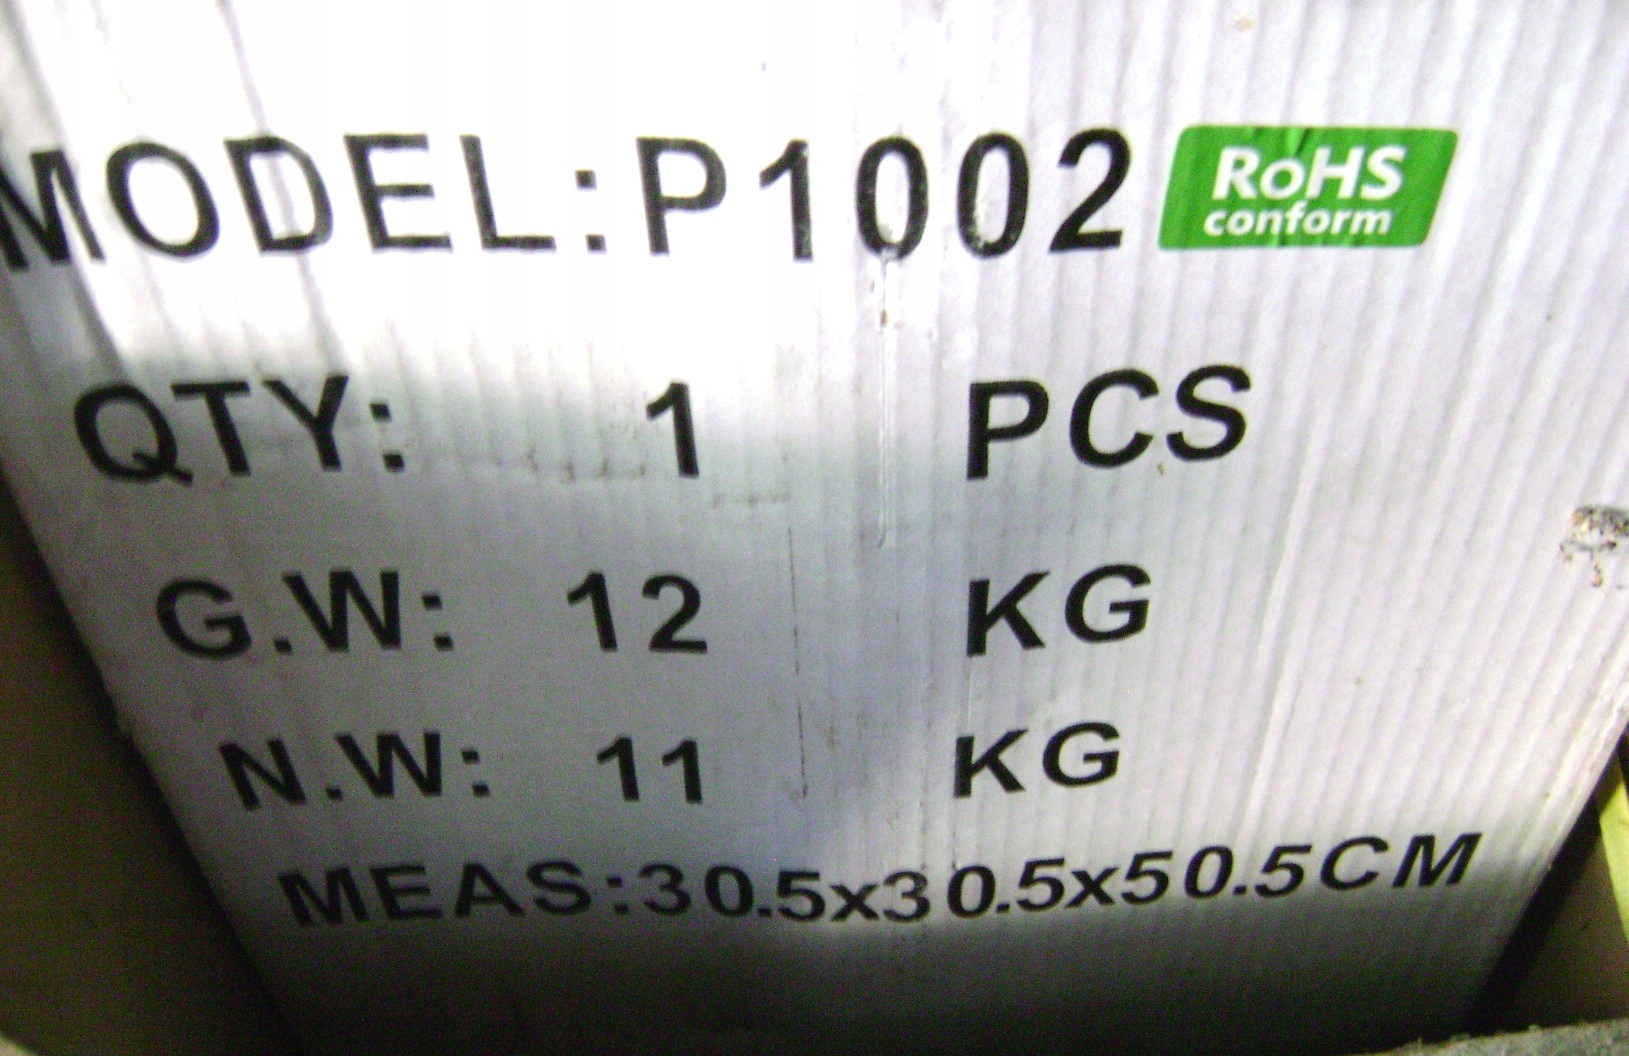 MODEL:P1002 RoHS
conform
QTY: 1 PCS
G.W: 12 KG
N.W: 11 KG
MEAS:30.5x30.5x50.5CM